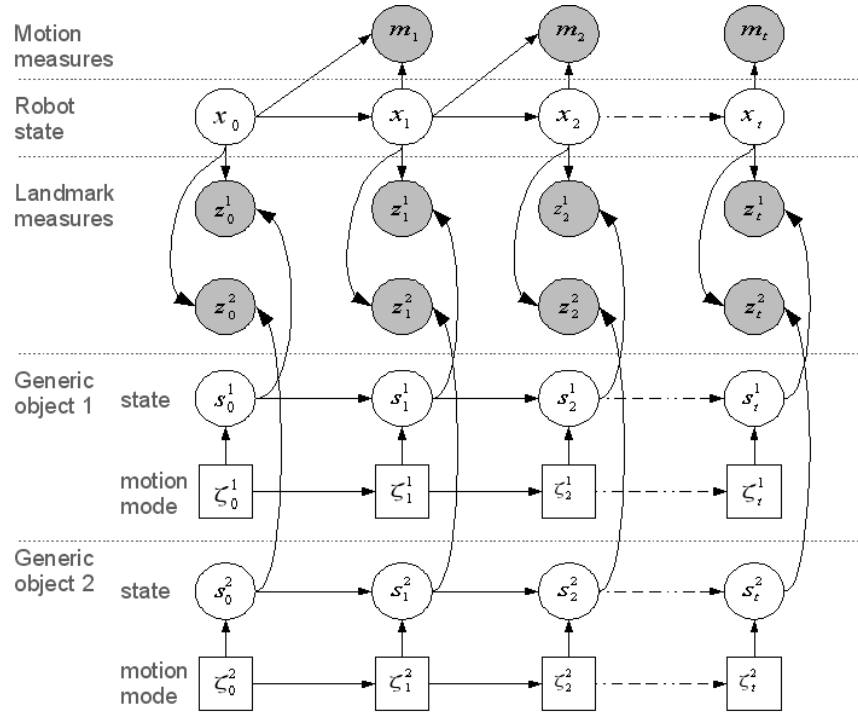 Motion
measures
m₁ m₂ mₜ
Robot
state
x₀ x₁ x₂ xₜ
Landmark
measures
z₀¹ z₁¹ z₂¹ zₜ¹
z₀² z₁² z₂² zₜ²
Generic
object 1
state
s₀¹ s₁¹ s₂¹ sₜ¹
motion
mode
ζ₀¹ ζ₁¹ ζ₂¹ ζₜ¹
Generic
object 2
state
s₀² s₁² s₂² sₜ²
motion
mode
ζ₀² ζ₁² ζ₂² ζₜ²